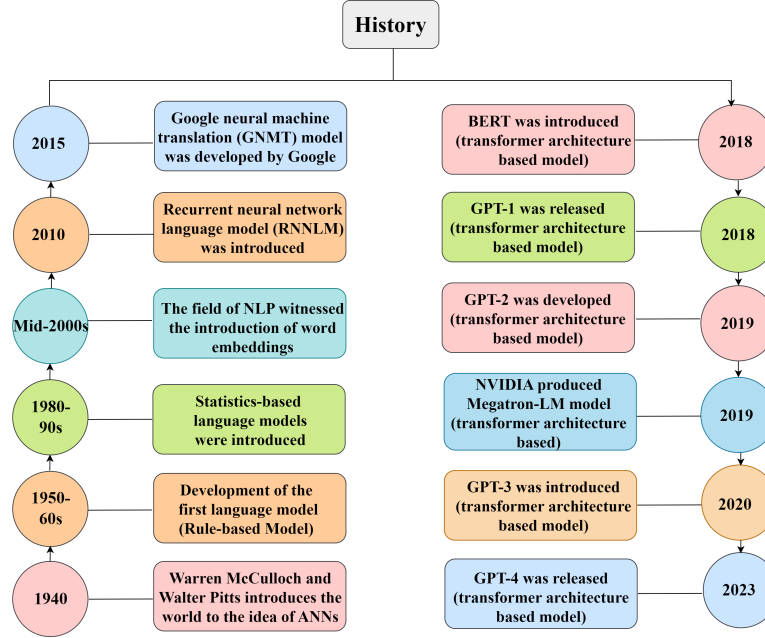 History
2015
Google neural machine
translation (GNMT) model
was developed by Google
2010
Recurrent neural network
language model (RNNLM)
was introduced
Mid-2000s
The field of NLP witnessed
the introduction of word
embeddings
1980-
90s
Statistics-based
language models
were introduced
1950-
60s
Development of the
first language model
(Rule-based Model)
1940
Warren McCulloch and
Walter Pitts introduces the
world to the idea of ANNs
BERT was introduced
(transformer architecture
based model)
2018
GPT-1 was released
(transformer architecture
based model)
2018
GPT-2 was developed
(transformer architecture
based model)
2019
NVIDIA produced
Megatron-LM model
(transformer architecture
based)
2019
GPT-3 was introduced
(transformer architecture
based model)
2020
GPT-4 was released
(transformer architecture
based model)
2023